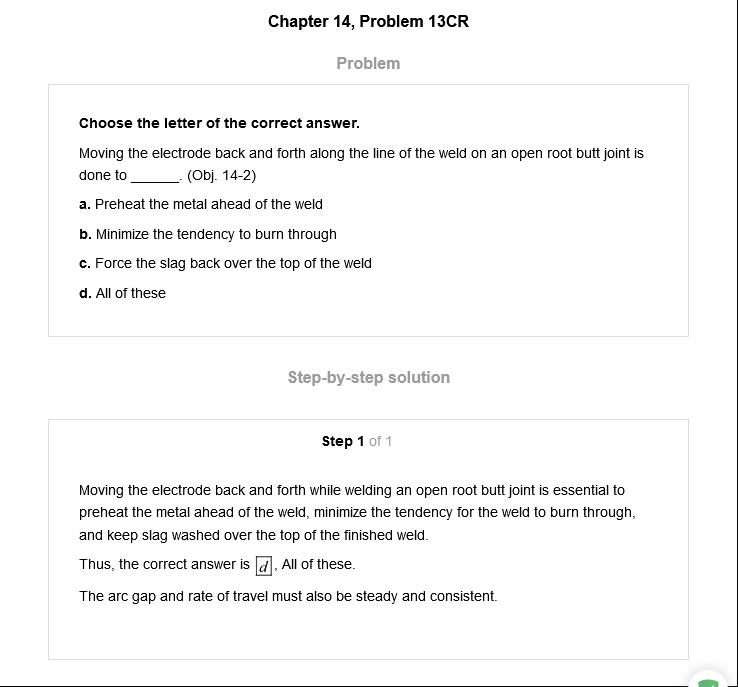 Chapter 14, Problem 13CR
Problem
Choose the letter of the correct answer.
Moving the electrode back and forth along the line of the weld on an open root butt joint is
done to ______. (Obj. 14-2)
a. Preheat the metal ahead of the weld
b. Minimize the tendency to burn through
c. Force the slag back over the top of the weld
d. All of these
Step-by-step solution
Step 1 of 1
Moving the electrode back and forth while welding an open root butt joint is essential to
preheat the metal ahead of the weld, minimize the tendency for the weld to burn through,
and keep slag washed over the top of the finished weld.
Thus, the correct answer is d, All of these.
The arc gap and rate of travel must also be steady and consistent.